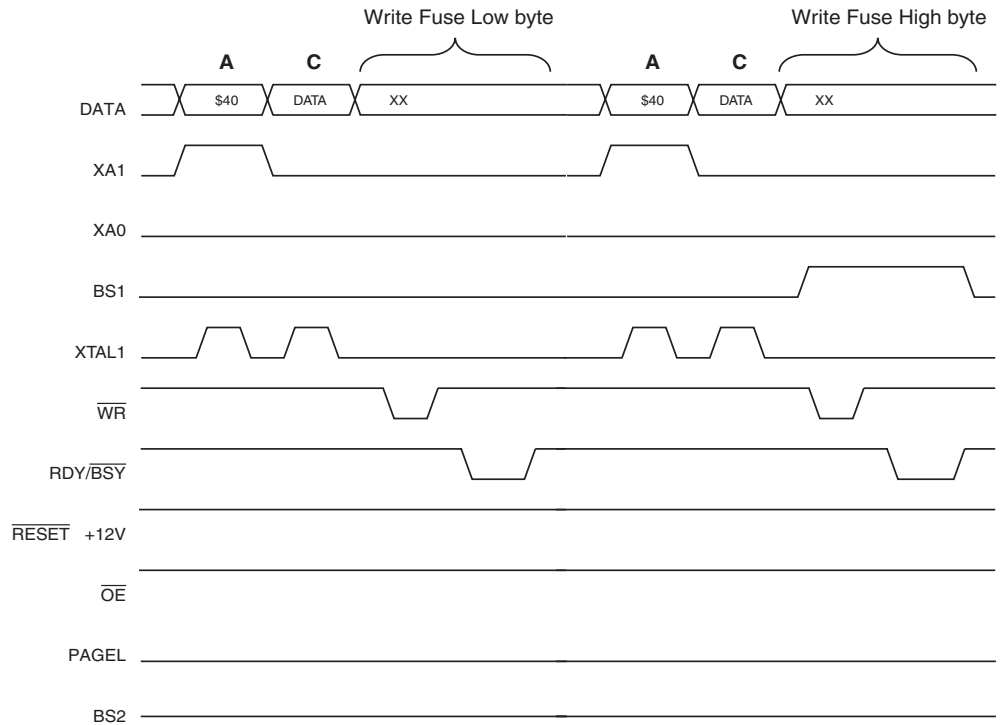 Write Fuse Low byte Write Fuse High byte
A C A C
DATA $40 DATA XX $40 DATA XX
XA1
XA0
BS1
XTAL1
WR
RDY/BSY
RESET +12V
OE
PAGEL
BS2